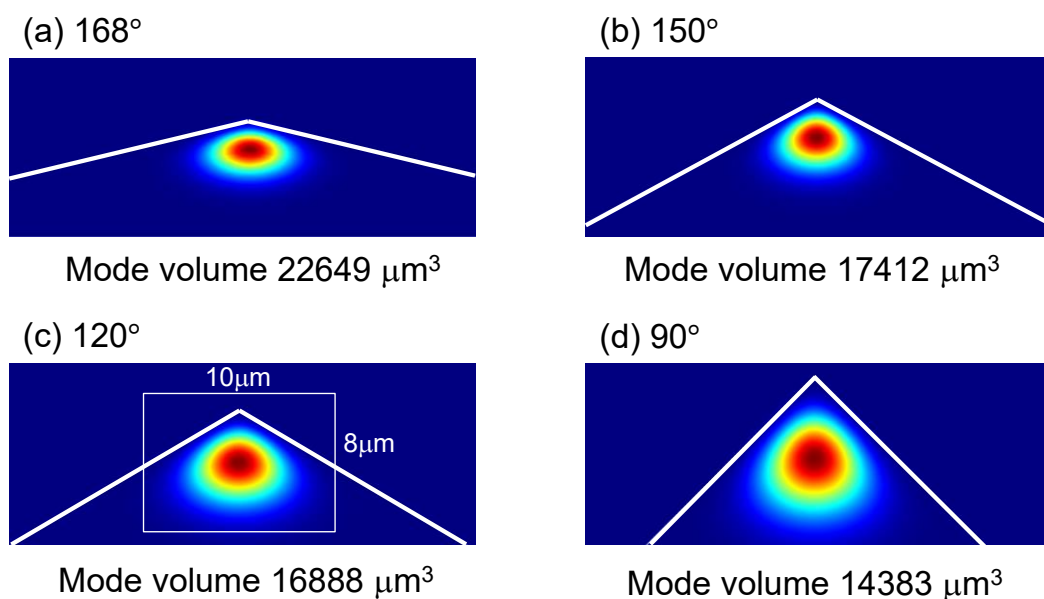 (a) 168°
(b) 150°
Mode volume 22649 μm³
Mode volume 17412 μm³
(c) 120°
(d) 90°
10μm
8μm
Mode volume 16888 μm³
Mode volume 14383 μm³